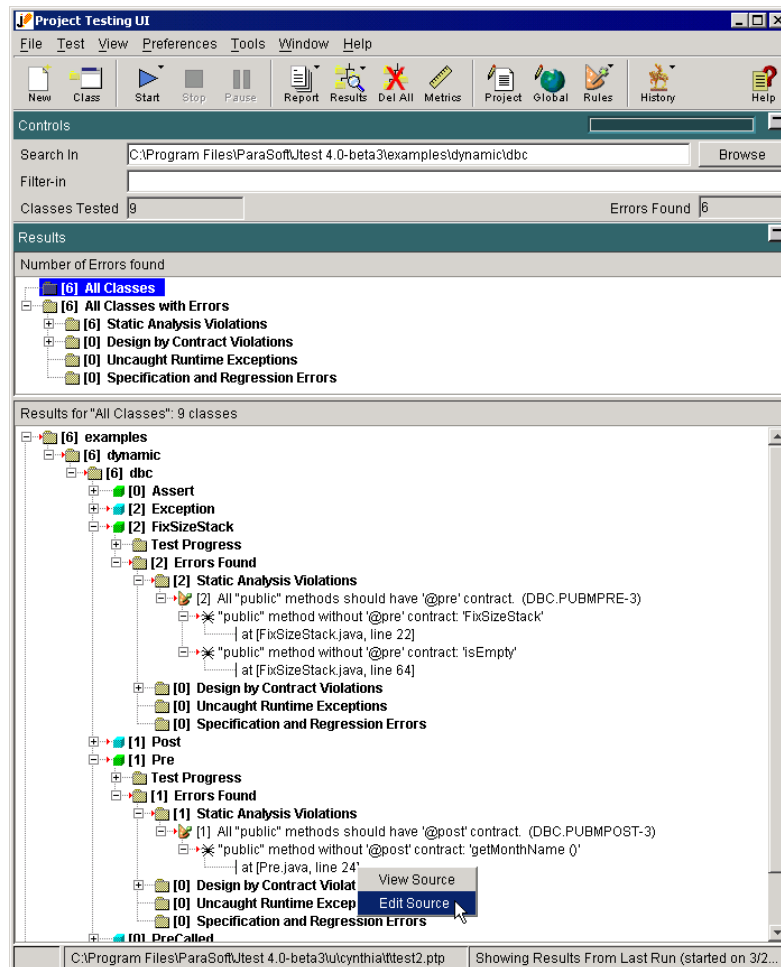 Project Testing UI
File Test View Preferences Tools Window Help
New Class Start Stop Pause Report Results Del All Metrics Project Global Rules History Help
Controls
Search In C:\Program Files\ParaSoft\Jtest 4.0-beta3\examples\dynamic\dbc Browse
Filter-in
Classes Tested 9 Errors Found 6
Results
Number of Errors found
[6] All Classes
[6] All Classes with Errors
[6] Static Analysis Violations
[0] Design by Contract Violations
[0] Uncaught Runtime Exceptions
[0] Specification and Regression Errors
Results for "All Classes": 9 classes
[6] examples
[6] dynamic
[6] dbc
[0] Assert
[2] Exception
[2] FixSizeStack
Test Progress
[2] Errors Found
[2] Static Analysis Violations
[2] All "public" methods should have '@pre' contract. (DBC.PUBMPRE-3)
"public" method without '@pre' contract: 'FixSizeStack'
at [FixSizeStack.java, line 22]
"public" method without '@pre' contract: 'isEmpty'
at [FixSizeStack.java, line 64]
[0] Design by Contract Violations
[0] Uncaught Runtime Exceptions
[0] Specification and Regression Errors
[1] Post
[1] Pre
Test Progress
[1] Errors Found
[1] Static Analysis Violations
[1] All "public" methods should have '@post' contract. (DBC.PUBMPOST-3)
"public" method without '@post' contract: 'getMonthName ()'
at [Pre.java, line 24]
View Source
[0] Design by Contract Violat
Edit Source
[0] Uncaught Runtime Excep
[0] Specification and Regression Errors
[0] PreCalled
C:\Program Files\ParaSoft\Jtest 4.0-beta3\u\cynthia\t\test2.ptp Showing Results From Last Run (started on 3/2...